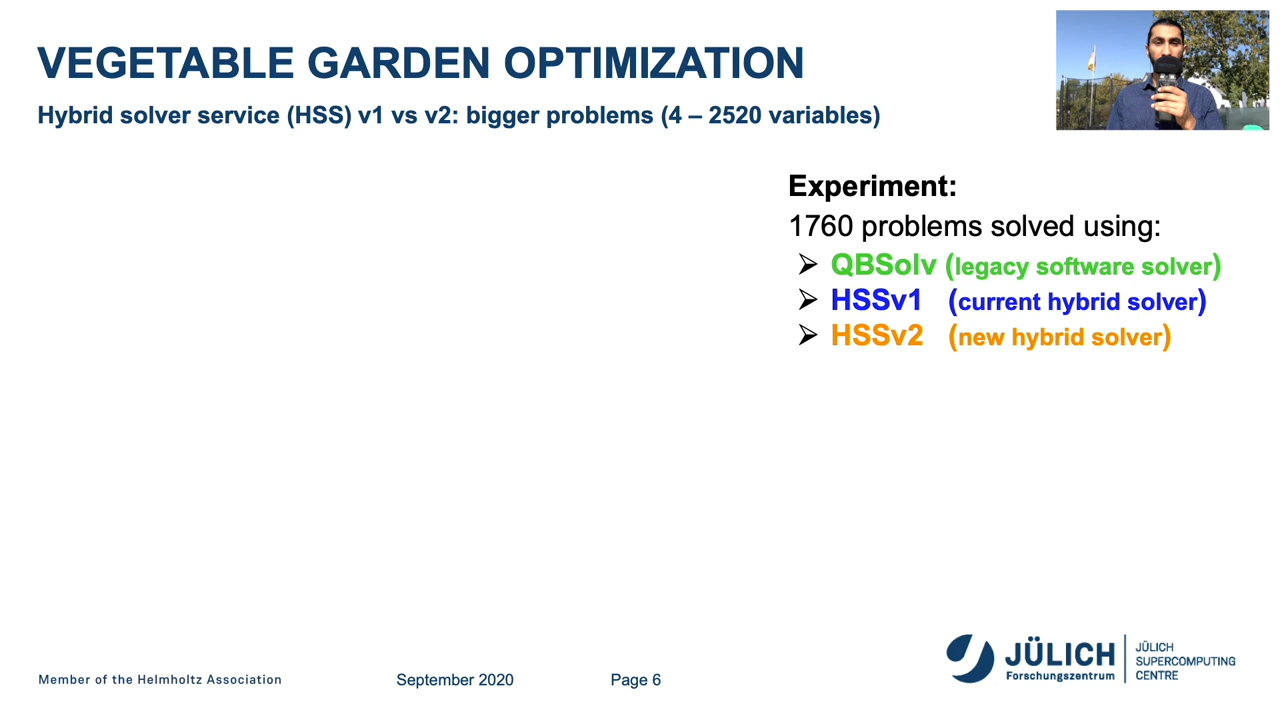 VEGETABLE GARDEN OPTIMIZATION
Hybrid solver service (HSS) v1 vs v2: bigger problems (4 – 2520 variables)
Experiment:
1760 problems solved using:
➢ QBSolv (legacy software solver)
➢ HSSv1 (current hybrid solver)
➢ HSSv2 (new hybrid solver)
Member of the Helmholtz Association
September 2020
Page 6
JÜLICH
Forschungszentrum
JÜLICH
SUPERCOMPUTING
CENTRE